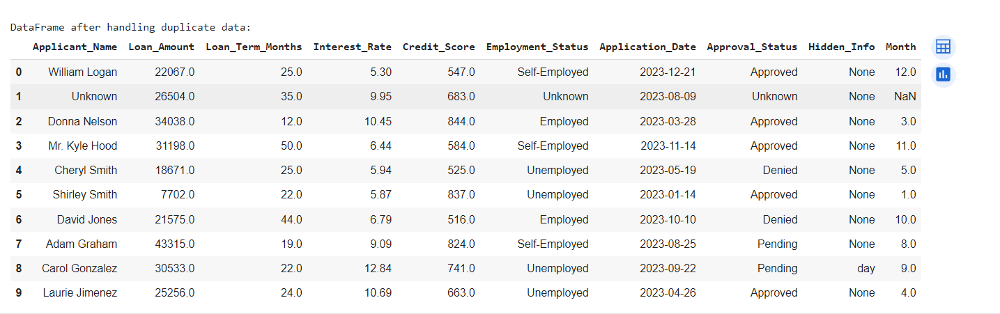 DataFrame after handling duplicate data:
Applicant_Name Loan_Amount Loan_Term_Months Interest_Rate Credit_Score Employment_Status Application_Date Approval_Status Hidden_Info Month
0 William Logan 22067.0 25.0 5.30 547.0 Self-Employed 2023-12-21 Approved None 12.0
1 Unknown 26504.0 35.0 9.95 683.0 Unknown 2023-08-09 Unknown None NaN
2 Donna Nelson 34038.0 12.0 10.45 844.0 Employed 2023-03-28 Approved None 3.0
3 Mr. Kyle Hood 31198.0 50.0 6.44 584.0 Self-Employed 2023-11-14 Approved None 11.0
4 Cheryl Smith 18671.0 25.0 5.94 525.0 Unemployed 2023-05-19 Denied None 5.0
5 Shirley Smith 7702.0 22.0 5.87 837.0 Unemployed 2023-01-14 Approved None 1.0
6 David Jones 21575.0 44.0 6.79 516.0 Employed 2023-10-10 Denied None 10.0
7 Adam Graham 43315.0 19.0 9.09 824.0 Self-Employed 2023-08-25 Pending None 8.0
8 Carol Gonzalez 30533.0 22.0 12.84 741.0 Unemployed 2023-09-22 Pending day 9.0
9 Laurie Jimenez 25256.0 24.0 10.69 663.0 Unemployed 2023-04-26 Approved None 4.0